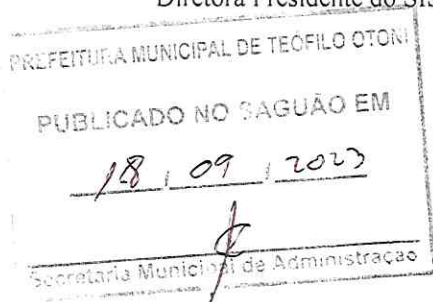 Diretora Presidente do SIS
PREFEITURA MUNICIPAL DE TEÓFILO OTONI
PUBLICADO NO SAGUÃO EM
18 / 09 / 2023
Secretaria Municipal de Administração